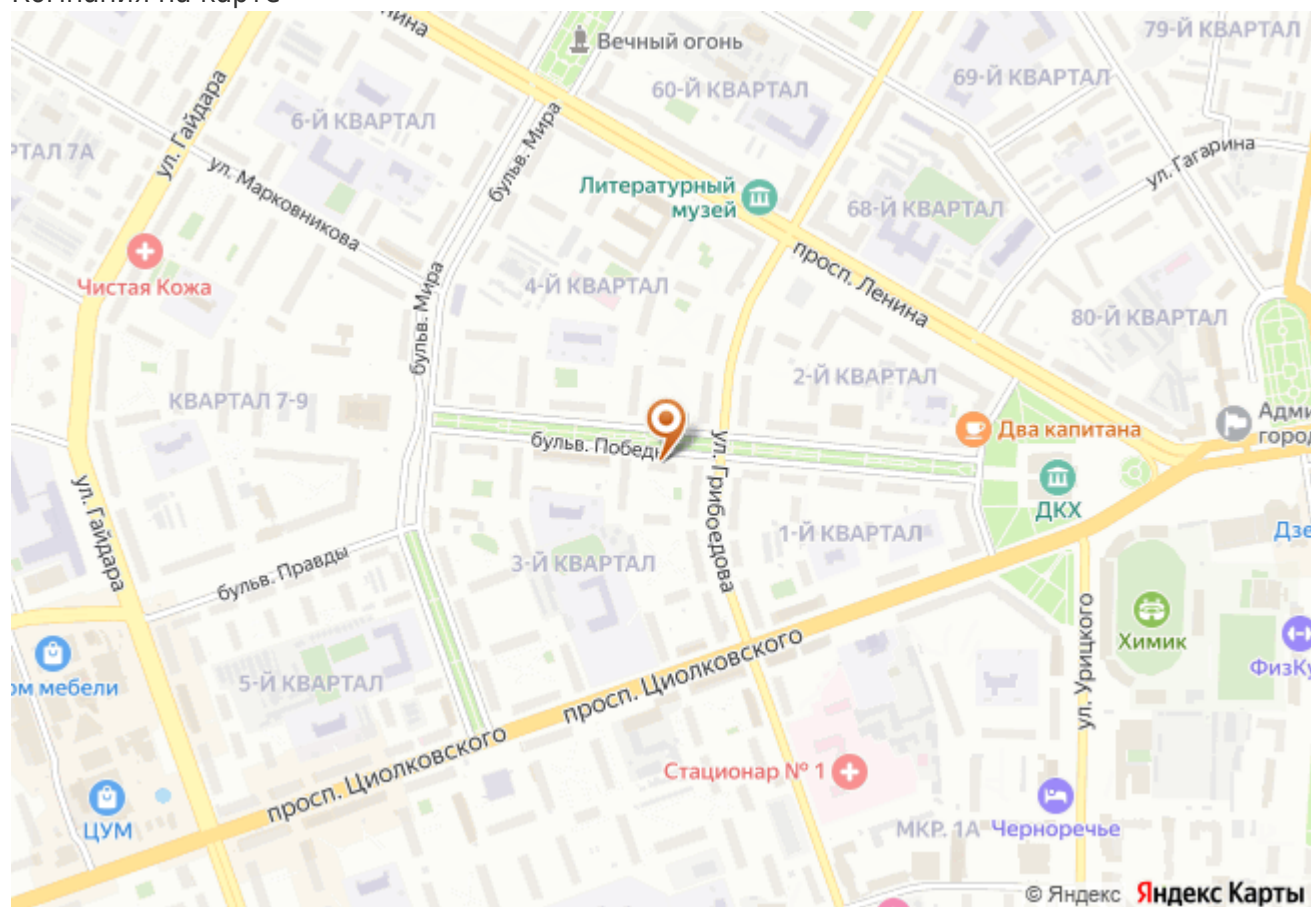 79-Й КВАРТАЛ
Вечный огонь
69-Й КВАРТАЛ
60-Й КВАРТАЛ
6-Й КВАРТАЛ
ул. Гайдара
бульв. Мира
ул. Гагарина
ул. Марковникова
Литературный
музей
68-Й КВАРТАЛ
просп. Ленина
Чистая Кожа
4-Й КВАРТАЛ
бульв. Мира
80-Й КВАРТАЛ
2-Й КВАРТАЛ
КВАРТАЛ 7-9
Два капитана
бульв. Победы
ул. Грибоедова
ДКХ
1-Й КВАРТАЛ
ул. Гайдара
3-Й КВАРТАЛ
бульв. Правды
Химик
ул. Урицкого
просп. Циолковского
5-Й КВАРТАЛ
просп. Циолковского
Стационар № 1
ЦУМ
МКР. 1А
Черноречье
© Яндекс Яндекс Карты